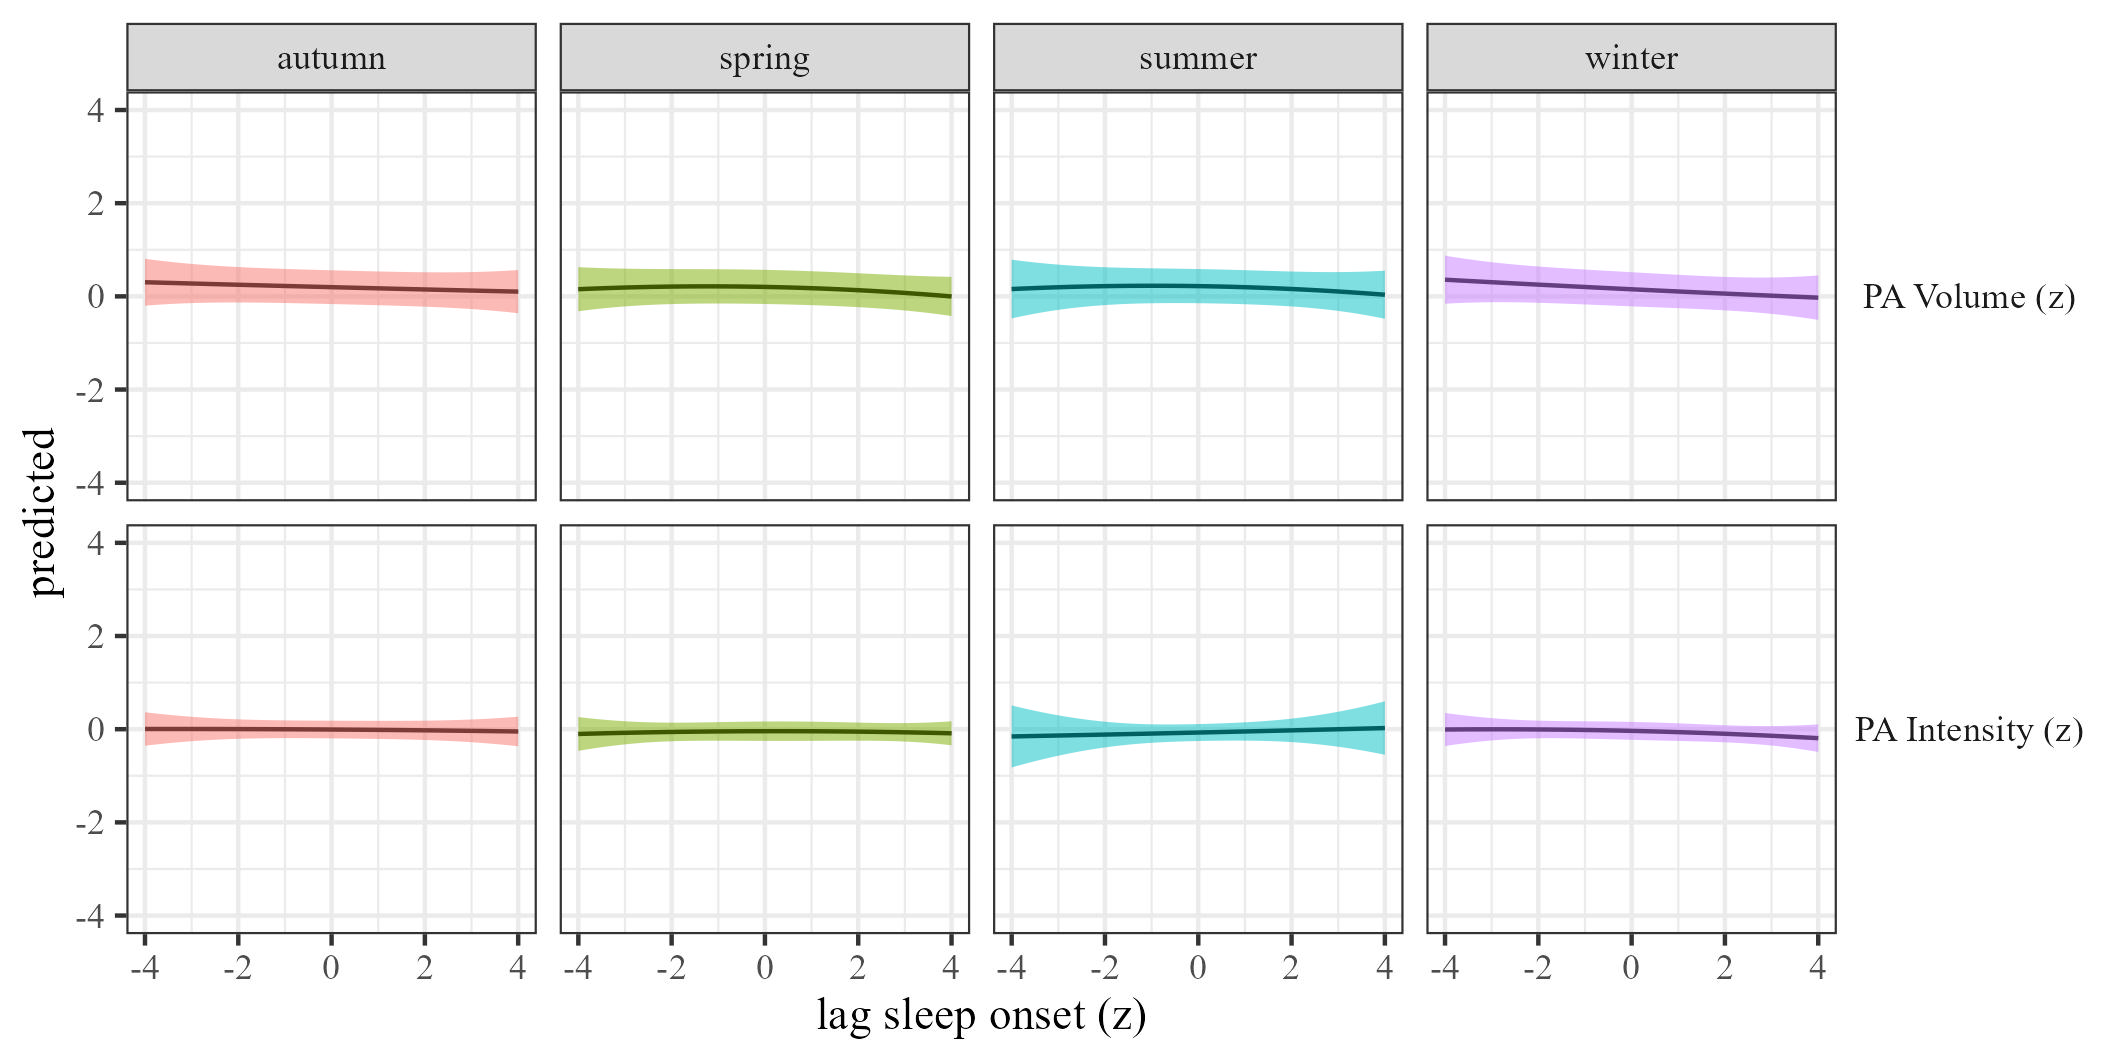 autumn spring summer winter
4
2
0
-2
-4
PA Volume (z)
predicted
4
2
0
-2
-4
PA Intensity (z)
-4 -2 0 2 4 -4 -2 0 2 4 -4 -2 0 2 4 -4 -2 0 2 4
lag sleep onset (z)